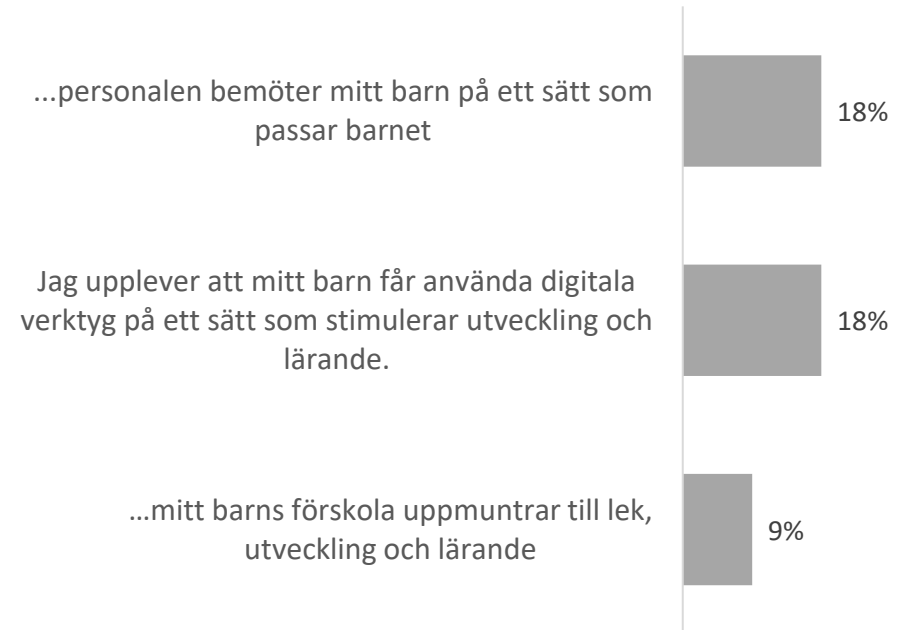 ...personalen bemöter mitt barn på ett sätt som
passar barnet
18%
Jag upplever att mitt barn får använda digitala
verktyg på ett sätt som stimulerar utveckling och
lärande.
18%
…mitt barns förskola uppmuntrar till lek,
utveckling och lärande
9%